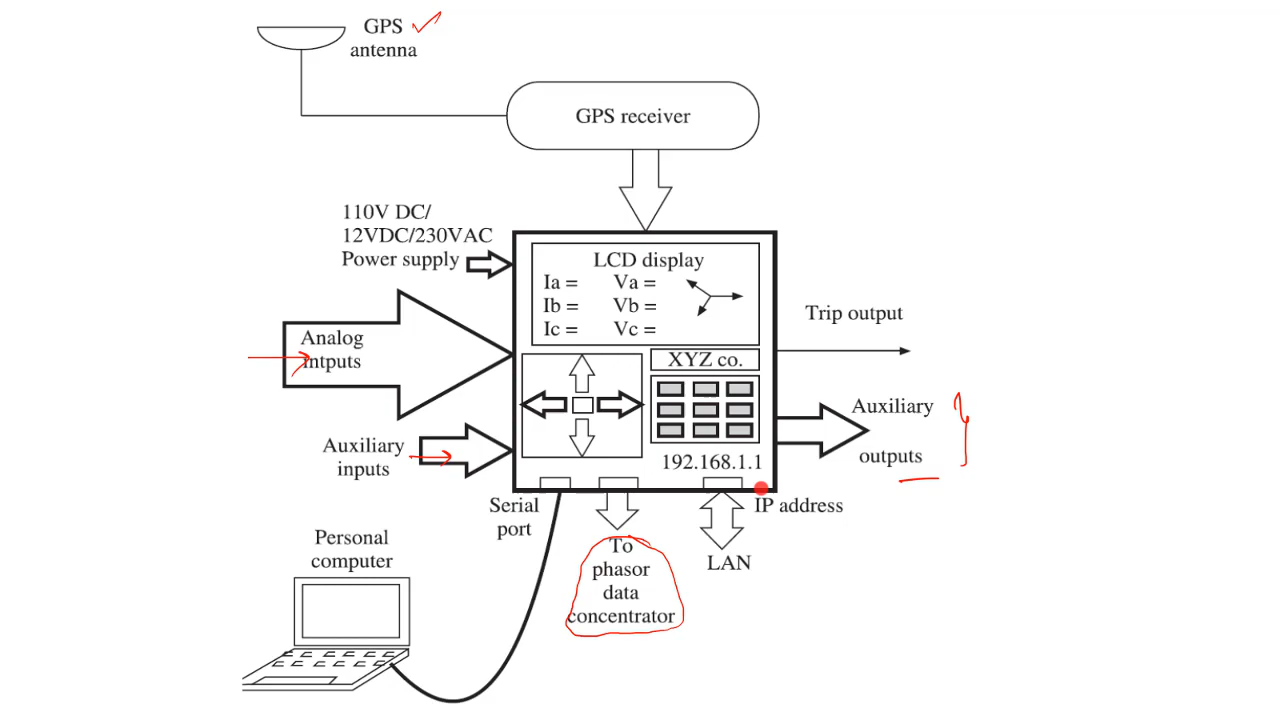 GPS
antenna
GPS receiver
110V DC/
12VDC/230VAC
Power supply
LCD display
Ia = Va =
Ib = Vb =
Ic = Vc =
Trip output
Analog
intputs
XYZ co.
Auxiliary
outputs
Auxiliary
inputs
192.168.1.1
Serial
port
IP address
To
phasor
data
concentrator
LAN
Personal
computer